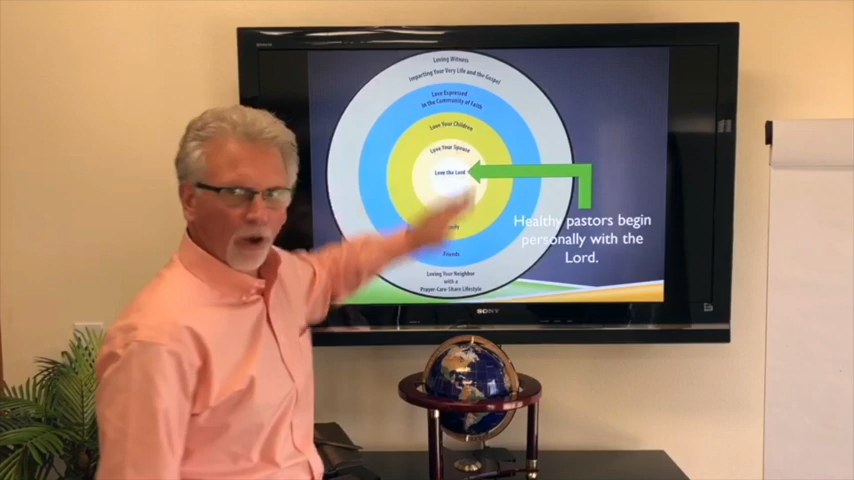 SONY
Loving Witness
Imparting Your Very Life and the Gospel
Love Expressed
in the Community of Faith
Love Your Children
Love Your Spouse
Love the Lord
Healthy pastors begin
personally with the
Lord.
Friends
Loving Your Neighbor
with a
Prayer-Care-Share Lifestyle
SONY